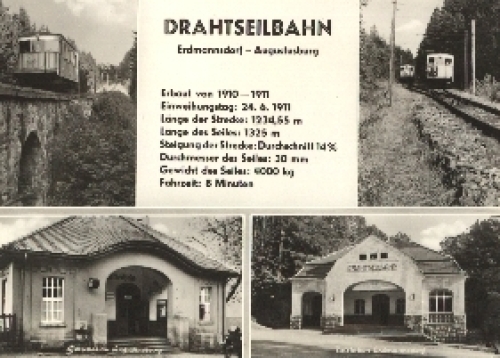 DRAHTSEILBAHN
Erdmannsdorf – Augustusburg
Erbaut von 1910—1911
Einweihungstag: 24. 6. 1911
Länge der Strecke: 1234,55 m
Länge des Seiles: 1325 m
Steigung der Strecke: Durchschnitt 14%
Durchmesser des Seiles: 30 mm
Gewicht des Seiles: 4000 kg
Fahrzeit: 8 Minuten